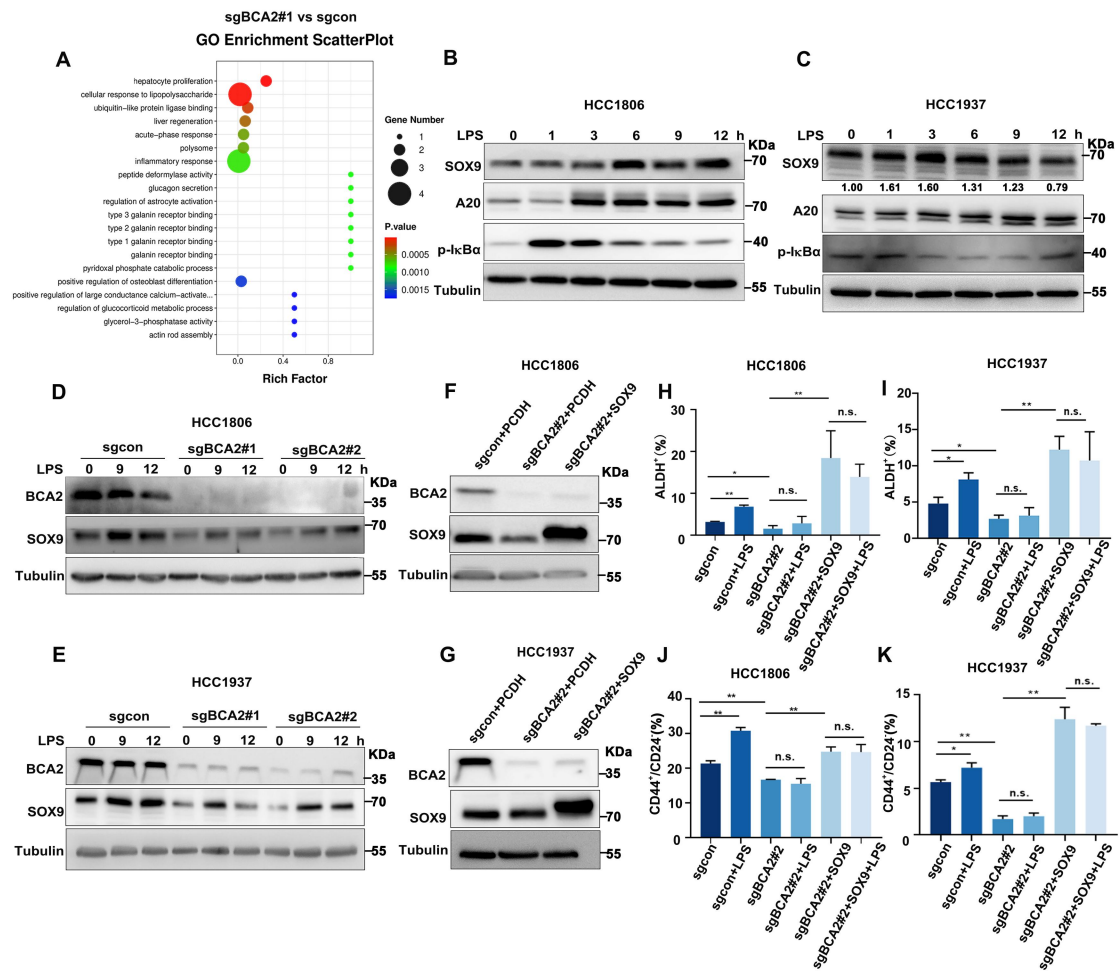 sgBCA2#1 vs sgcon
GO Enrichment ScatterPlot
A
hepatocyte proliferation
cellular response to lipopolysaccharide
ubiquitin−like protein ligase binding
liver regeneration
acute−phase response
polysome
inflammatory response
peptide deformylase activity
glucagon secretion
regulation of astrocyte activation
type 3 galanin receptor binding
type 2 galanin receptor binding
type 1 galanin receptor binding
galanin receptor binding
pyridoxal phosphate catabolic process
positive regulation of osteoblast differentiation
positive regulation of large conductance calcium−activate...
regulation of glucocorticoid metabolic process
glycerol−3−phosphatase activity
actin rod assembly
0.0 0.4 0.8
Rich Factor
Gene Number
1
2
3
4
P.value
0.0005
0.0010
0.0015
B
HCC1806
LPS 0 1 3 6 9 12 h
KDa
SOX9 70
A20 70
p-IκBα 40
Tubulin 55
C
HCC1937
LPS 0 1 3 6 9 12 h
KDa
SOX9 70
1.00 1.61 1.60 1.31 1.23 0.79
A20 70
p-IκBα 40
Tubulin 55
D
HCC1806
sgcon sgBCA2#1 sgBCA2#2
LPS 0 9 12 0 9 12 0 9 12 h
KDa
BCA2 35
SOX9 70
Tubulin 55
E
HCC1937
sgcon sgBCA2#1 sgBCA2#2
LPS 0 9 12 0 9 12 0 9 12 h
KDa
BCA2 35
SOX9 70
Tubulin 55
F
HCC1806
sgcon+PCDH
sgBCA2#2+PCDH
sgBCA2#2+SOX9
KDa
BCA2 35
SOX9 70
Tubulin 55
G
HCC1937
sgcon+PCDH
sgBCA2#2+PCDH
sgBCA2#2+SOX9
KDa
BCA2 35
SOX9 70
Tubulin 55
H
HCC1806
ALDH⁺(%)
30
20
10
0
* ** n.s. ** n.s.
sgcon
sgcon+LPS
sgBCA2#2
sgBCA2#2+LPS
sgBCA2#2+SOX9
sgBCA2#2+SOX9+LPS
I
HCC1937
ALDH⁺(%)
20
15
10
5
0
* * n.s. ** n.s.
sgcon
sgcon+LPS
sgBCA2#2
sgBCA2#2+LPS
sgBCA2#2+SOX9
sgBCA2#2+SOX9+LPS
J
HCC1806
CD44⁺/CD24⁻(%)
40
30
20
10
0
** ** n.s. ** n.s.
sgcon
sgcon+LPS
sgBCA2#2
sgBCA2#2+LPS
sgBCA2#2+SOX9
sgBCA2#2+SOX9+LPS
K
HCC1937
CD44⁺/CD24⁻(%)
15
10
5
0
** * n.s. ** n.s.
sgcon
sgcon+LPS
sgBCA2#2
sgBCA2#2+LPS
sgBCA2#2+SOX9
sgBCA2#2+SOX9+LPS